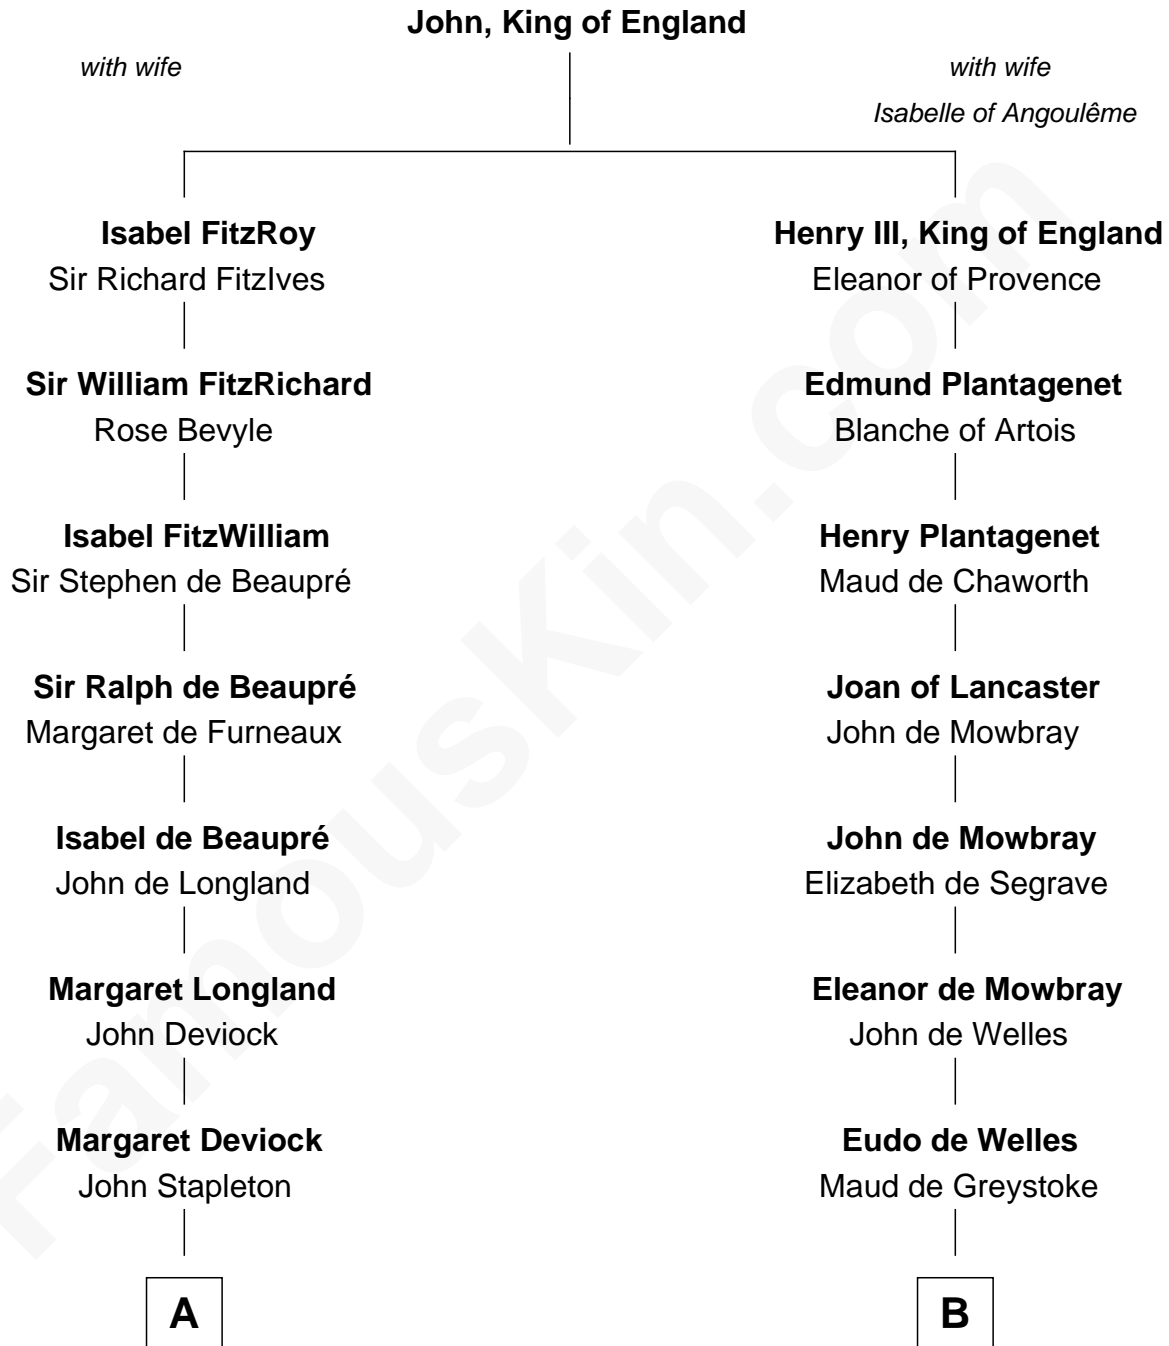 John, King of England
with wife
with wife
Isabelle of Angoulême
Isabel FitzRoy
Sir Richard FitzIves
Henry III, King of England
Eleanor of Provence
Sir William FitzRichard
Rose Bevyle
Edmund Plantagenet
Blanche of Artois
Isabel FitzWilliam
Sir Stephen de Beaupré
Henry Plantagenet
Maud de Chaworth
Sir Ralph de Beaupré
Margaret de Furneaux
Joan of Lancaster
John de Mowbray
Isabel de Beaupré
John de Longland
John de Mowbray
Elizabeth de Segrave
Margaret Longland
John Deviock
Eleanor de Mowbray
John de Welles
Margaret Deviock
John Stapleton
Eudo de Welles
Maud de Greystoke
A
B
FamousKin.com